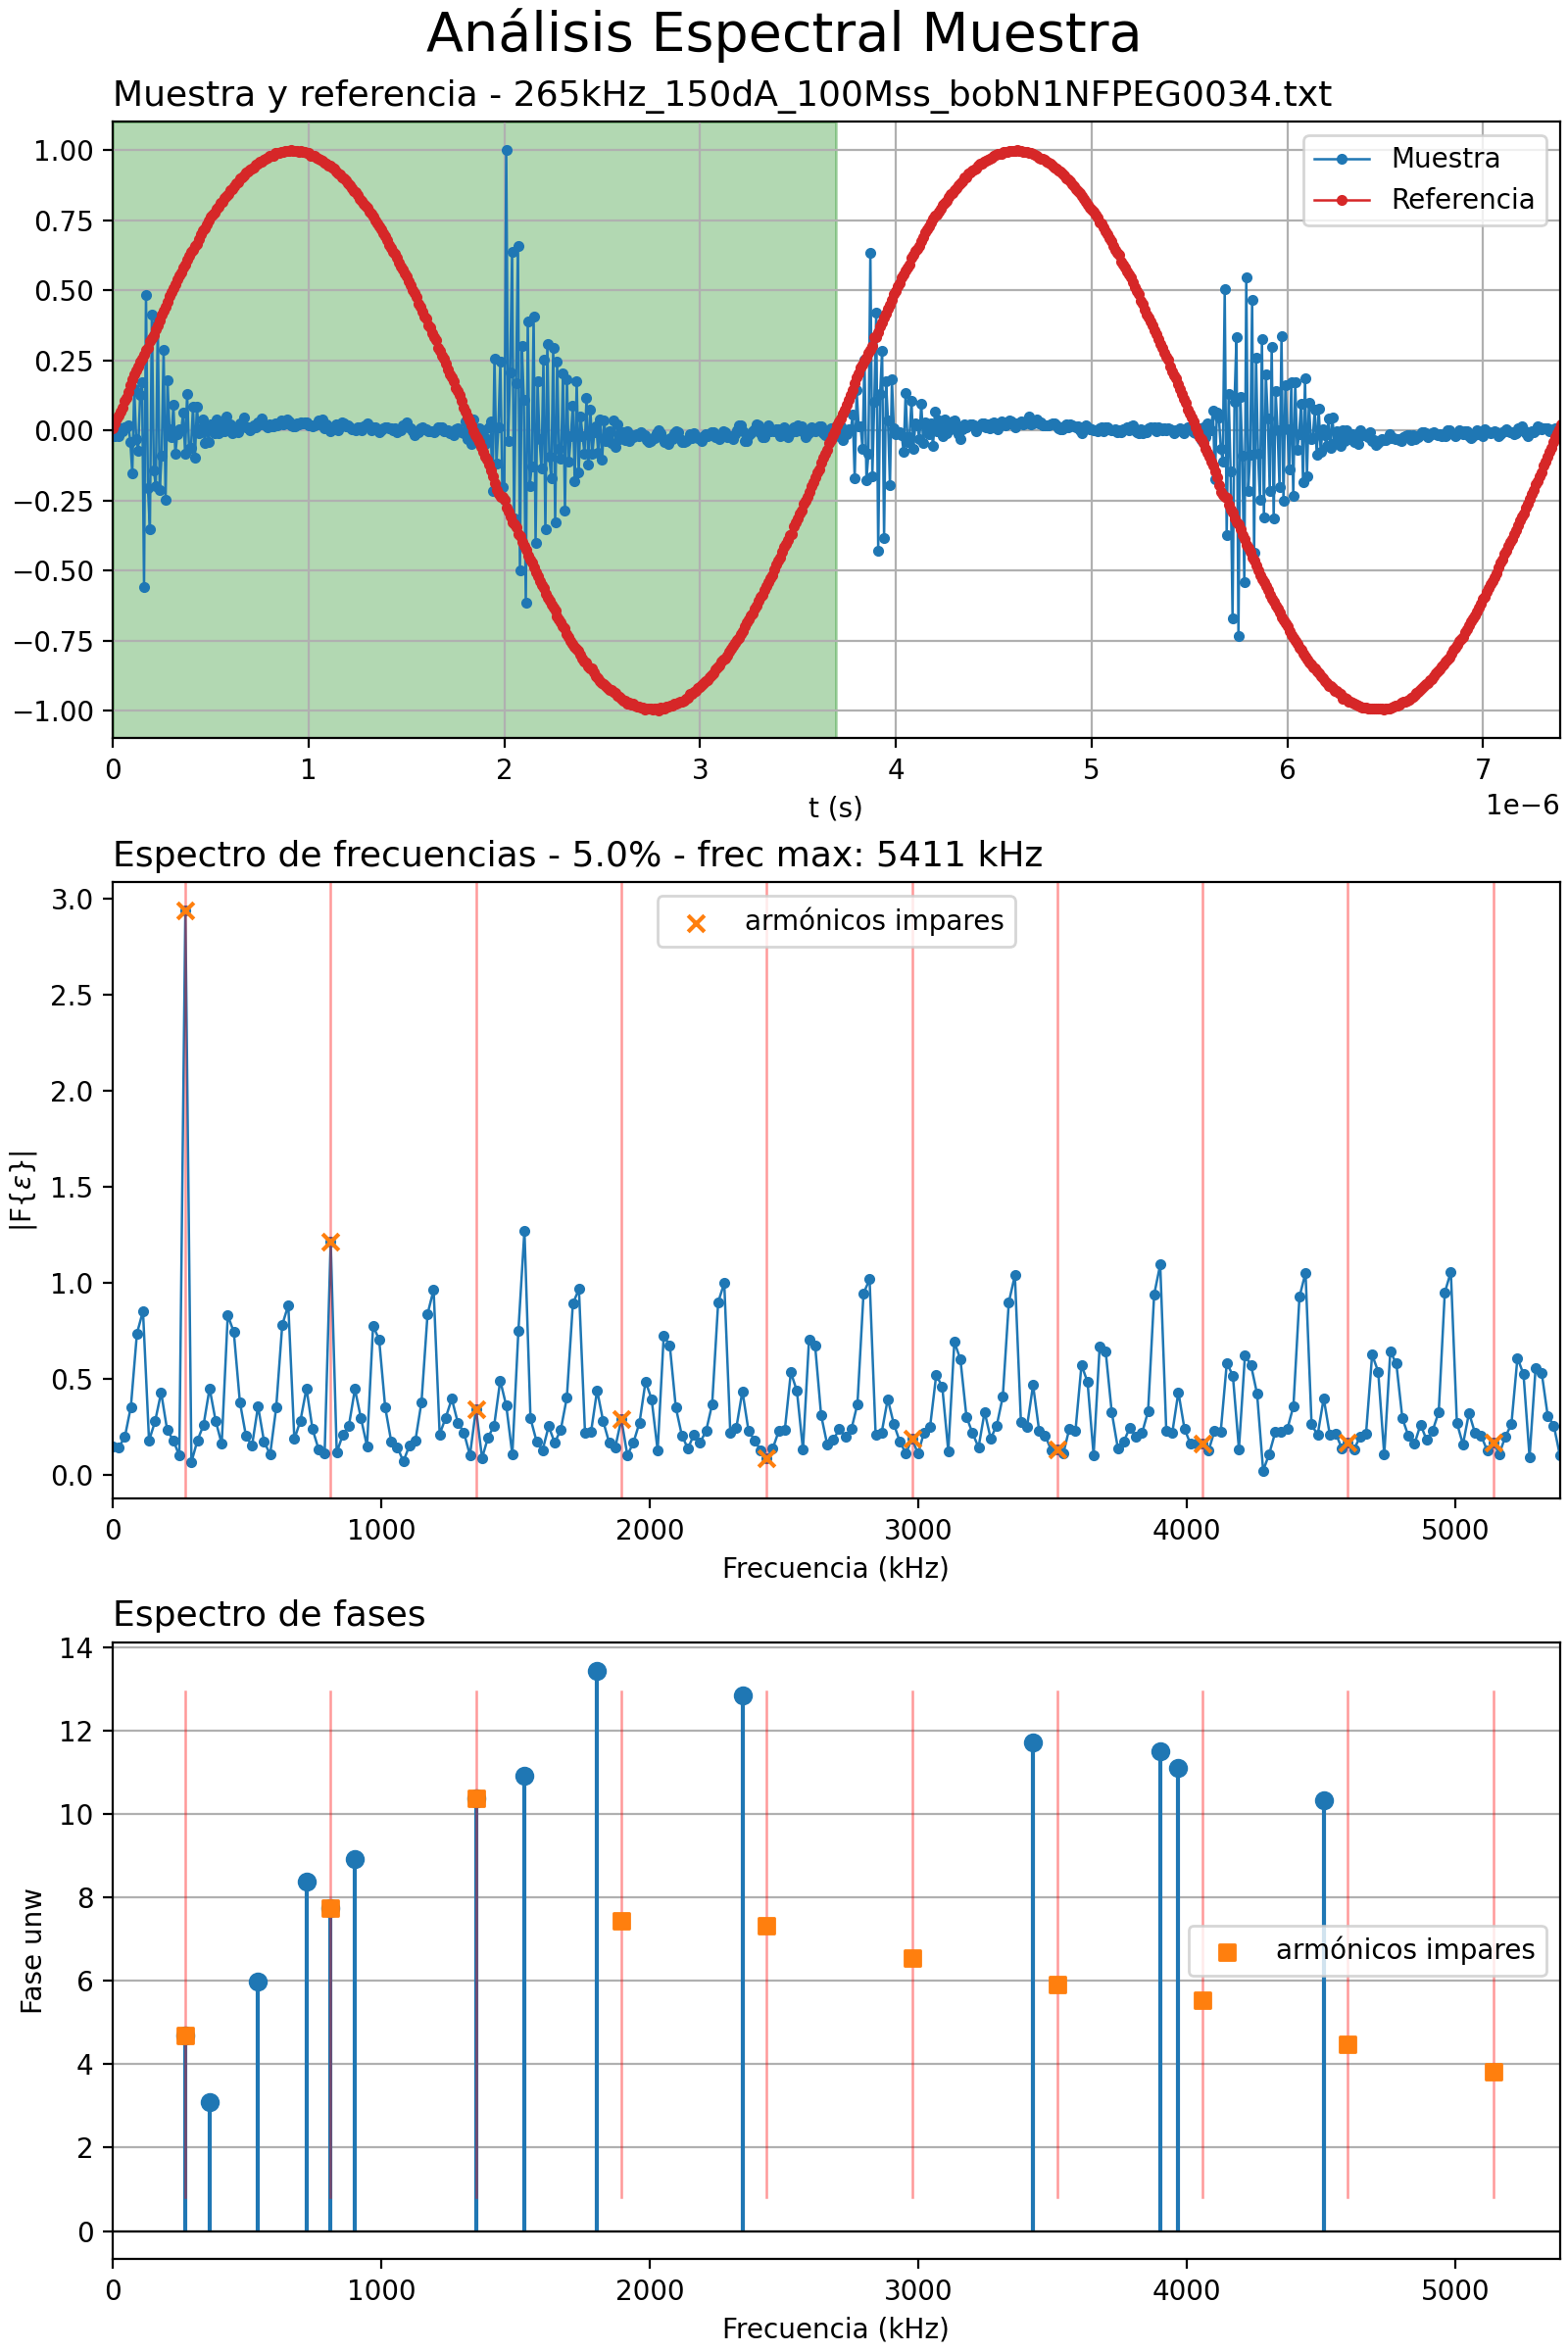 Análisis Espectral Muestra
Muestra y referencia - 265kHz_150dA_100Mss_bobN1NFPEG0034.txt
1.00
0.75
0.50
0.25
0.00
−0.25
−0.50
−0.75
−1.00
Muestra
Referencia
0 1 2 3 4 5 6 7
1e−6
t (s)
Espectro de frecuencias - 5.0% - frec max: 5411 kHz
3.0
2.5
2.0
1.5
1.0
0.5
0.0
|F{ε}|
armónicos impares
0 1000 2000 3000 4000 5000
Frecuencia (kHz)
Espectro de fases
14
12
10
8
6
4
2
0
Fase unw
armónicos impares
0 1000 2000 3000 4000 5000
Frecuencia (kHz)